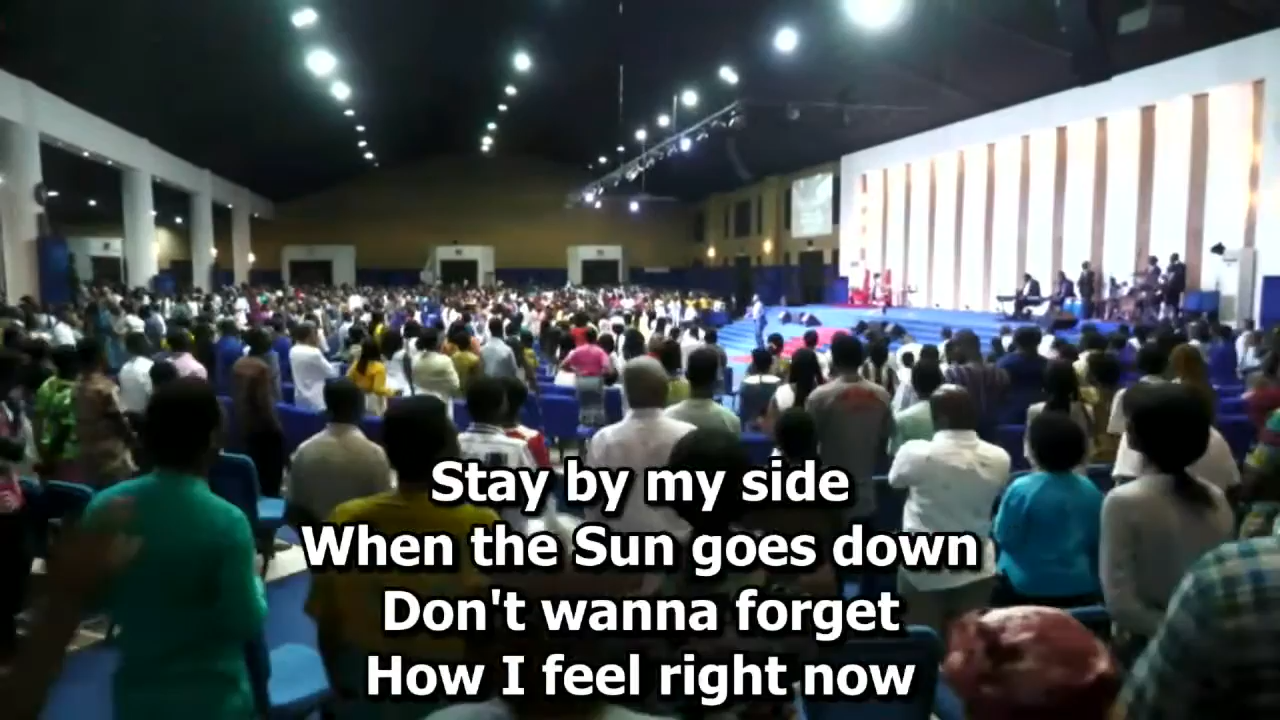 Stay by my side
When the Sun goes down
Don't wanna forget
How I feel right now